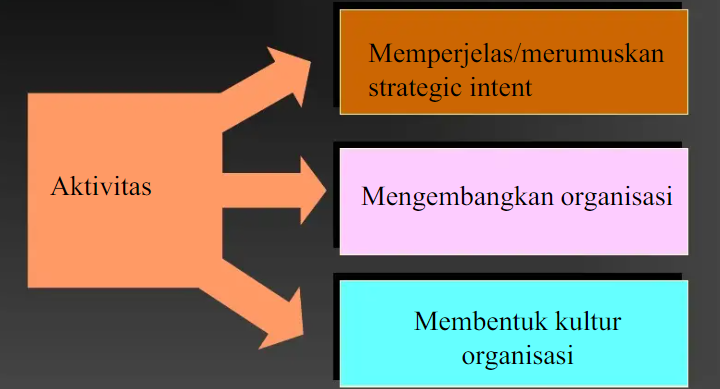 Aktivitas
Memperjelas/merumuskan
strategic intent
Mengembangkan organisasi
Membentuk kultur
organisasi